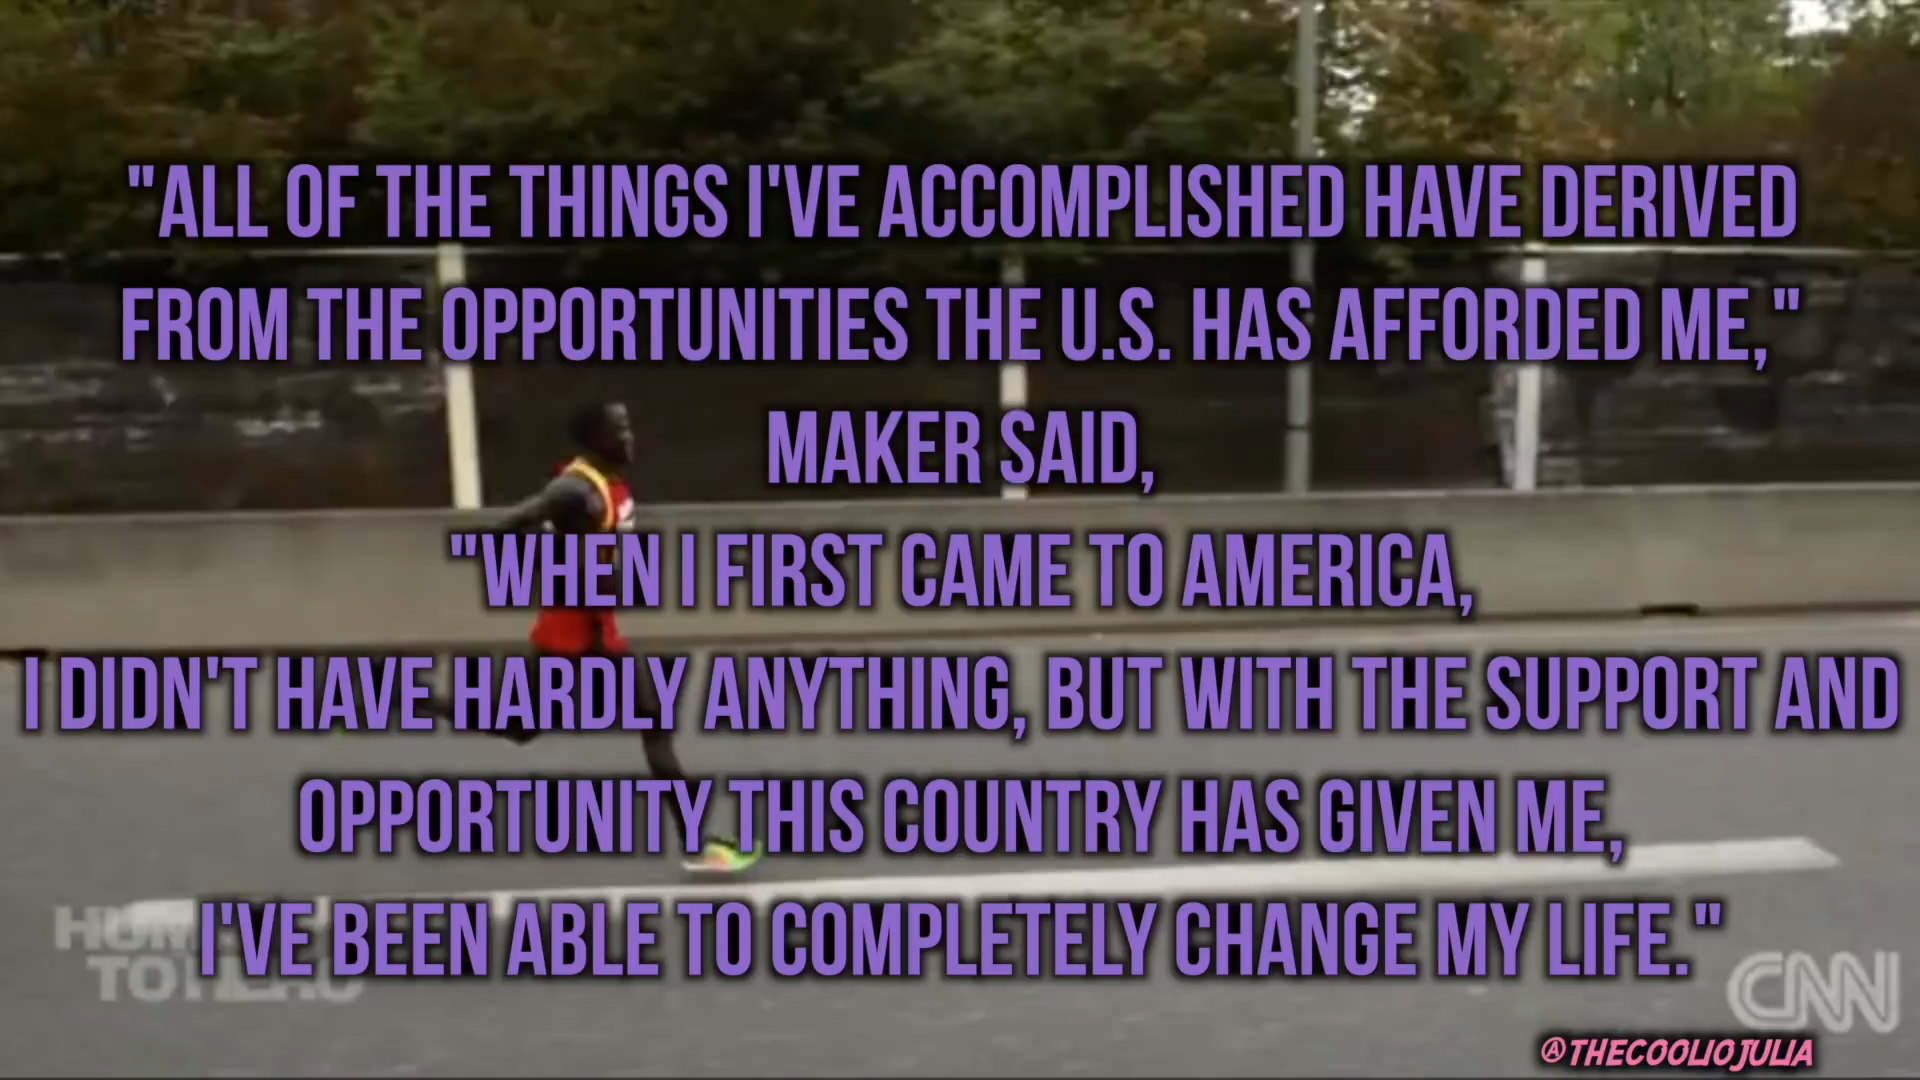 "ALL OF THE THINGS I'VE ACCOMPLISHED HAVE DERIVED
FROM THE OPPORTUNITIES THE U.S. HAS AFFORDED ME,"
MAKER SAID,
"WHEN I FIRST CAME TO AMERICA,
I DIDN'T HAVE HARDLY ANYTHING, BUT WITH THE SUPPORT AND
OPPORTUNITY THIS COUNTRY HAS GIVEN ME,
I'VE BEEN ABLE TO COMPLETELY CHANGE MY LIFE."
CNN
@THECOOLIOJULIA